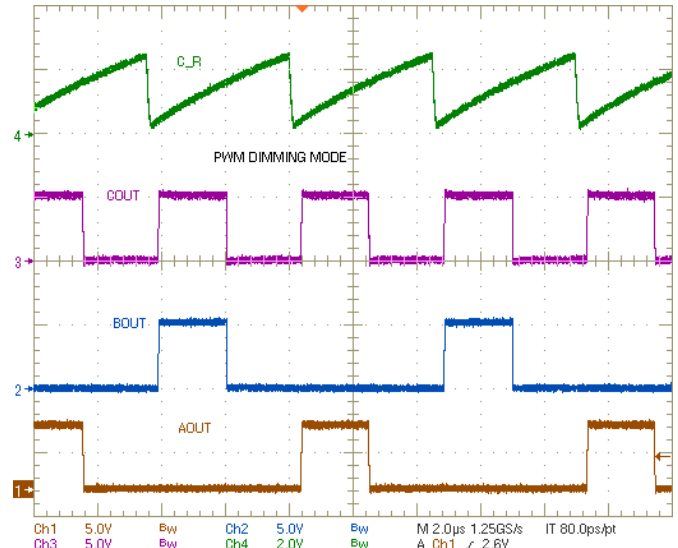 C_R
4
PWM DIMMING MODE
COUT
3
BOUT
2
AOUT
1
Ch1 5.0V Bw Ch2 5.0V Bw M 2.0µs 1.25GS/s IT 80.0ps/pt
Ch3 5.0V Bw Ch4 2.0V Bw A Ch1 / 2.6V